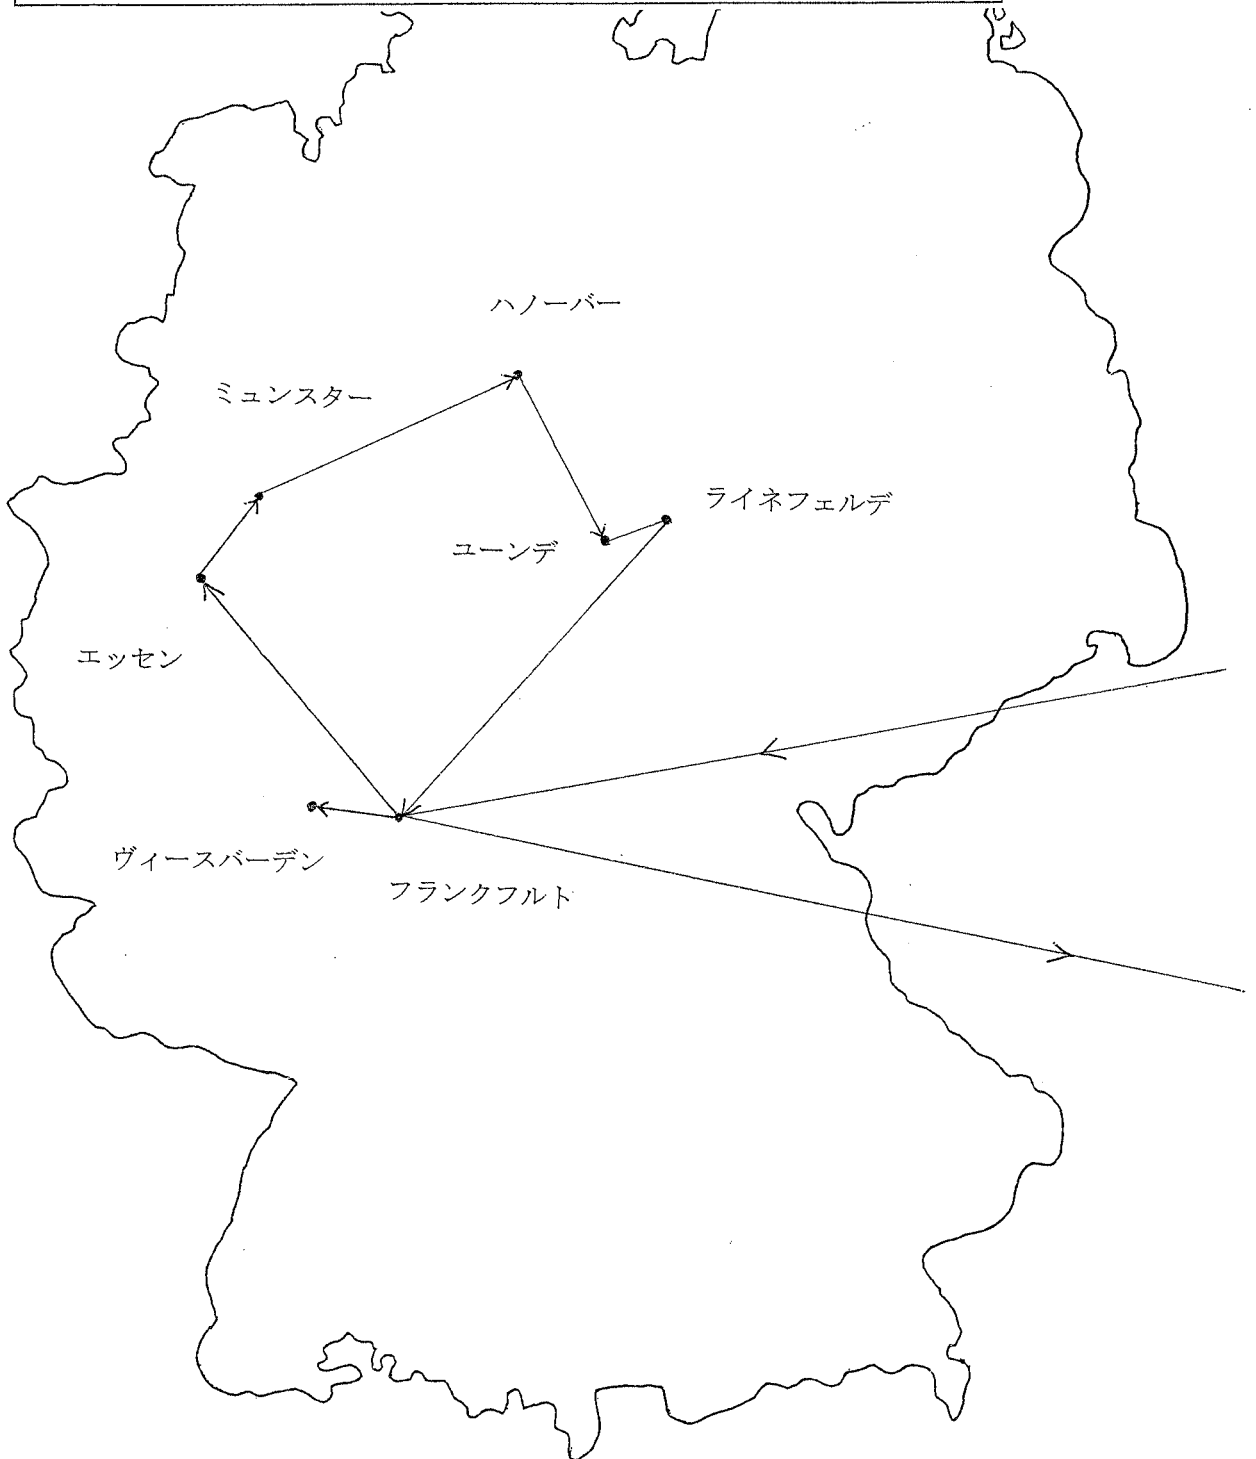 ハノーバー
ミュンスター
ライネフェルデ
ユーンデ
エッセン
ヴィースバーデン
フランクフルト